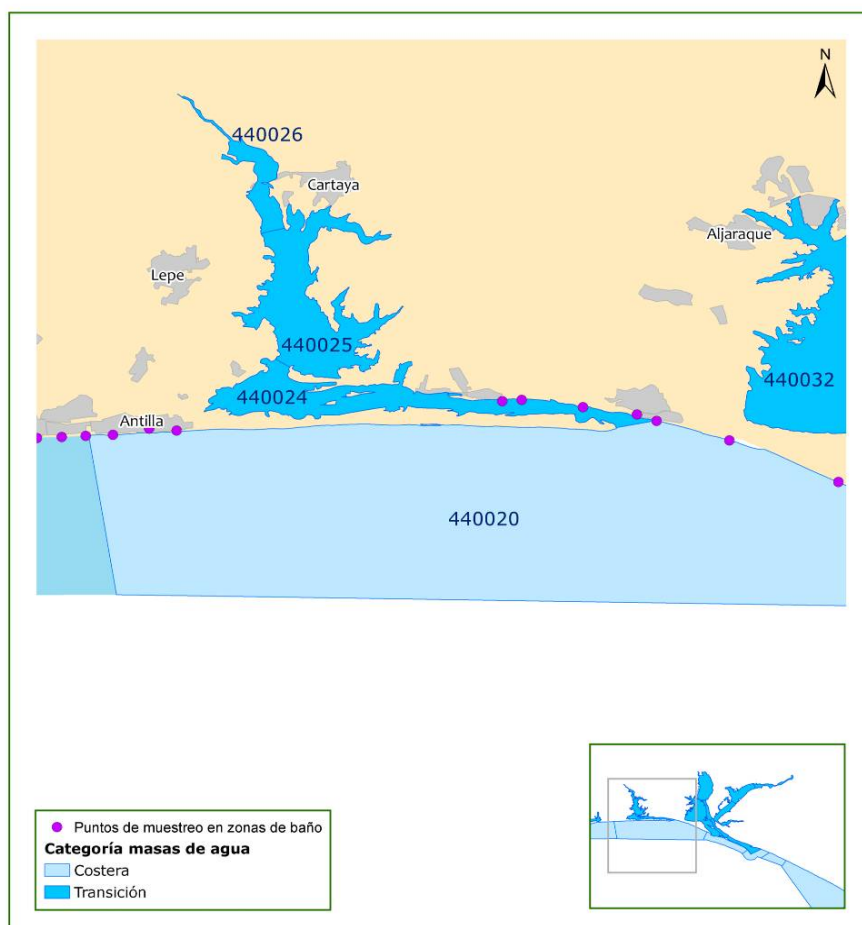 N
440026
Cartaya
Aljaraque
Lepe
440025
440032
440024
Antilla
440020
Puntos de muestreo en zonas de baño
Categoría masas de agua
Costera
Transición